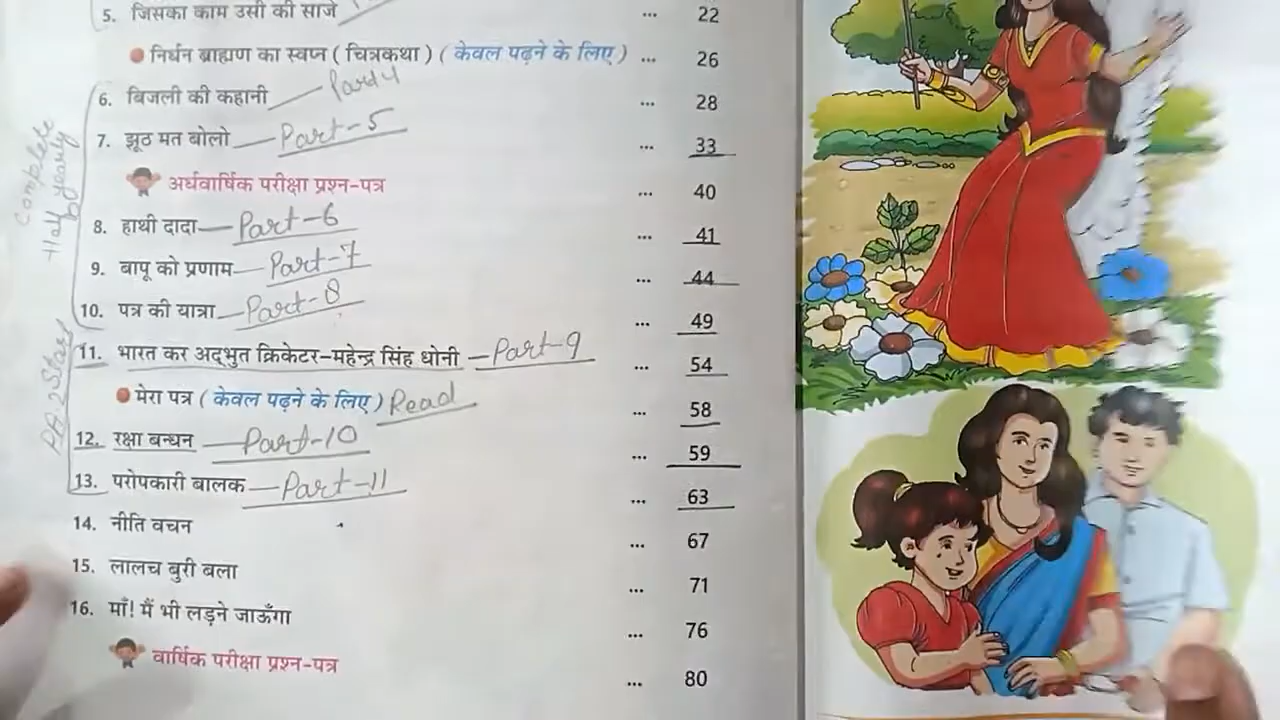 5. जिसका काम उसी की साजे ... 22
निर्धन ब्राह्मण का स्वप्न ( चित्रकथा ) ( केवल पढ़ने के लिए ) ... 26
6. बिजली की कहानी Part 4 ... 28
7. झूठ मत बोलो Part-5 ... 33
अर्धवार्षिक परीक्षा प्रश्न-पत्र ... 40
8. हाथी दादा Part-6 ... 41
9. बापू को प्रणाम Part-7 ... 44
10. पत्र की यात्रा Part-8 ... 49
11. भारत कर अद्भुत क्रिकेटर-महेन्द्र सिंह धोनी Part-9 ... 54
मेरा पत्र ( केवल पढ़ने के लिए ) Read ... 58
12. रक्षा बन्धन Part-10 ... 59
13. परोपकारी बालक Part-11 ... 63
14. नीति वचन ... 67
15. लालच बुरी बला ... 71
16. माँ! मैं भी लड़ने जाऊँगा ... 76
वार्षिक परीक्षा प्रश्न-पत्र ... 80
Complete
Half yearly
PA 2 Start